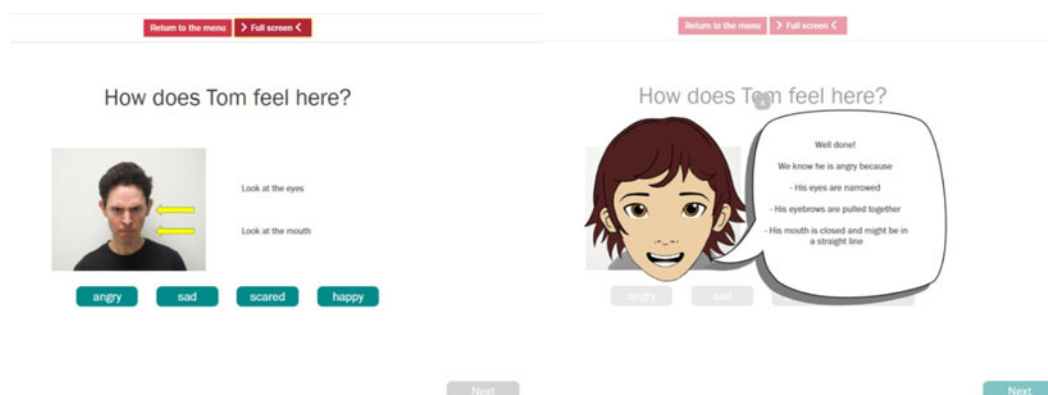 Return to the menu
> Full screen <
How does Tom feel here?
Look at the eyes
Look at the mouth
angry
sad
scared
happy
Next
Return to the menu
> Full screen <
How does Tom feel here?
x
Well done!
We know he is angry because
- His eyes are narrowed
- His eyebrows are pulled together
- His mouth is closed and might be in
a straight line
angry
sad
Next